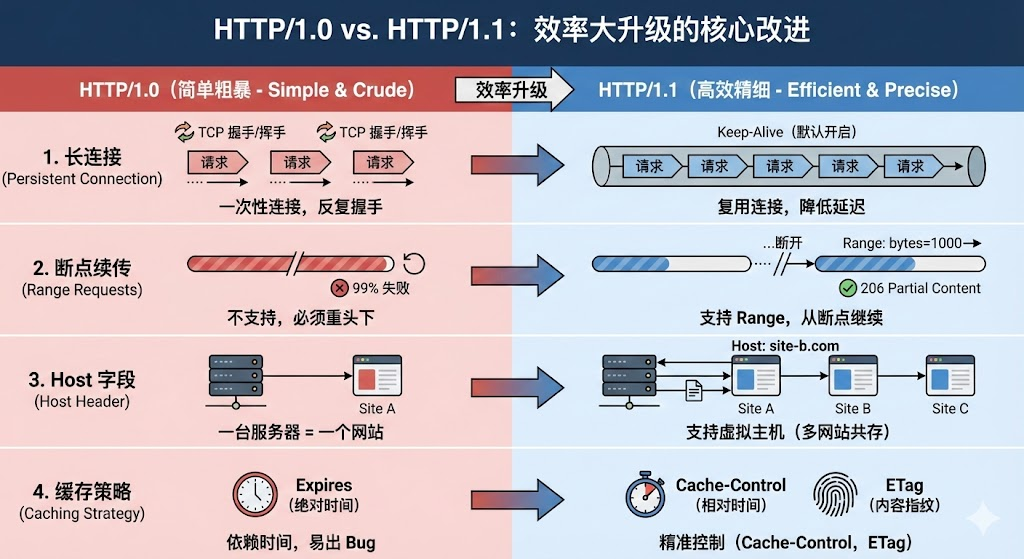 HTTP/1.0 vs. HTTP/1.1：效率大升级的核心改进
HTTP/1.0（简单粗暴 - Simple & Crude）
效率升级
HTTP/1.1（高效精细 - Efficient & Precise）
1. 长连接
(Persistent Connection)
TCP 握手/挥手
TCP 握手/挥手
请求
请求
请求
一次性连接，反复握手
Keep-Alive（默认开启）
请求
请求
请求
请求
请求
复用连接，降低延迟
2. 断点续传
(Range Requests)
99% 失败
不支持，必须重头下
...断开
Range: bytes=1000
206 Partial Content
支持 Range，从断点继续
3. Host 字段
(Host Header)
Site A
一台服务器 = 一个网站
Host: site-b.com
Site A
Site B
Site C
支持虚拟主机（多网站共存）
4. 缓存策略
(Caching Strategy)
Expires
(绝对时间)
依赖时间，易出 Bug
Cache-Control
(相对时间)
ETag
(内容指纹)
精准控制（Cache-Control，ETag）